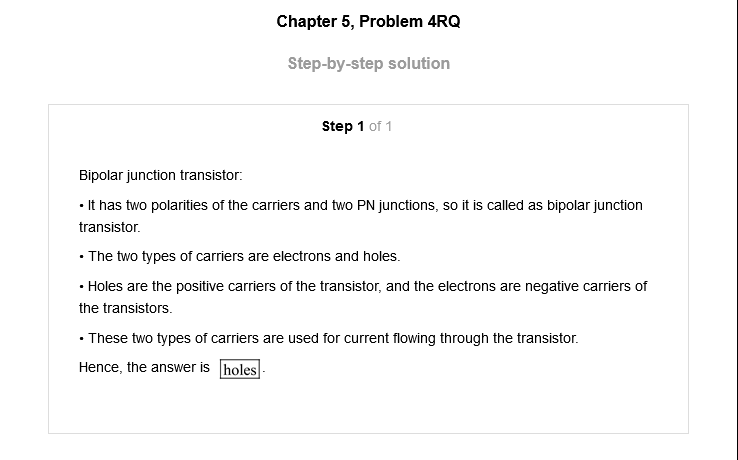 Chapter 5, Problem 4RQ
Step-by-step solution
Step 1 of 1
Bipolar junction transistor:
• It has two polarities of the carriers and two PN junctions, so it is called as bipolar junction
transistor.
• The two types of carriers are electrons and holes.
• Holes are the positive carriers of the transistor, and the electrons are negative carriers of
the transistors.
• These two types of carriers are used for current flowing through the transistor.
Hence, the answer is holes.